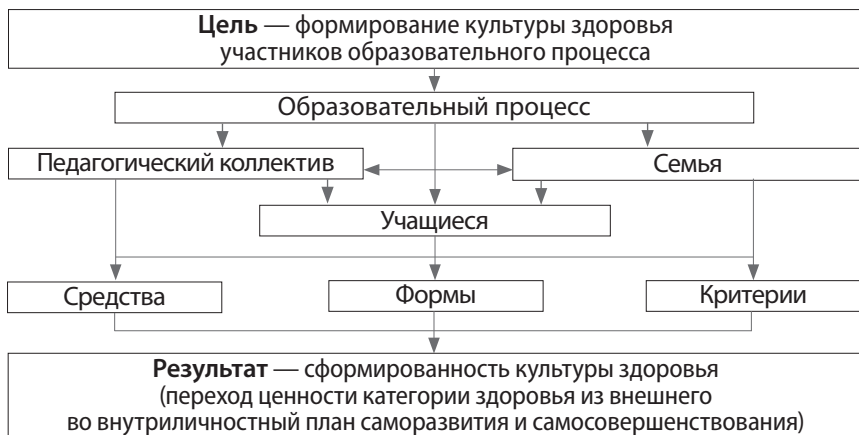 Цель — формирование культуры здоровья
участников образовательного процесса
Образовательный процесс
Педагогический коллектив
Семья
Учащиеся
Средства
Формы
Критерии
Результат — сформированность культуры здоровья
(переход ценности категории здоровья из внешнего
во внутриличностный план саморазвития и самосовершенствования)